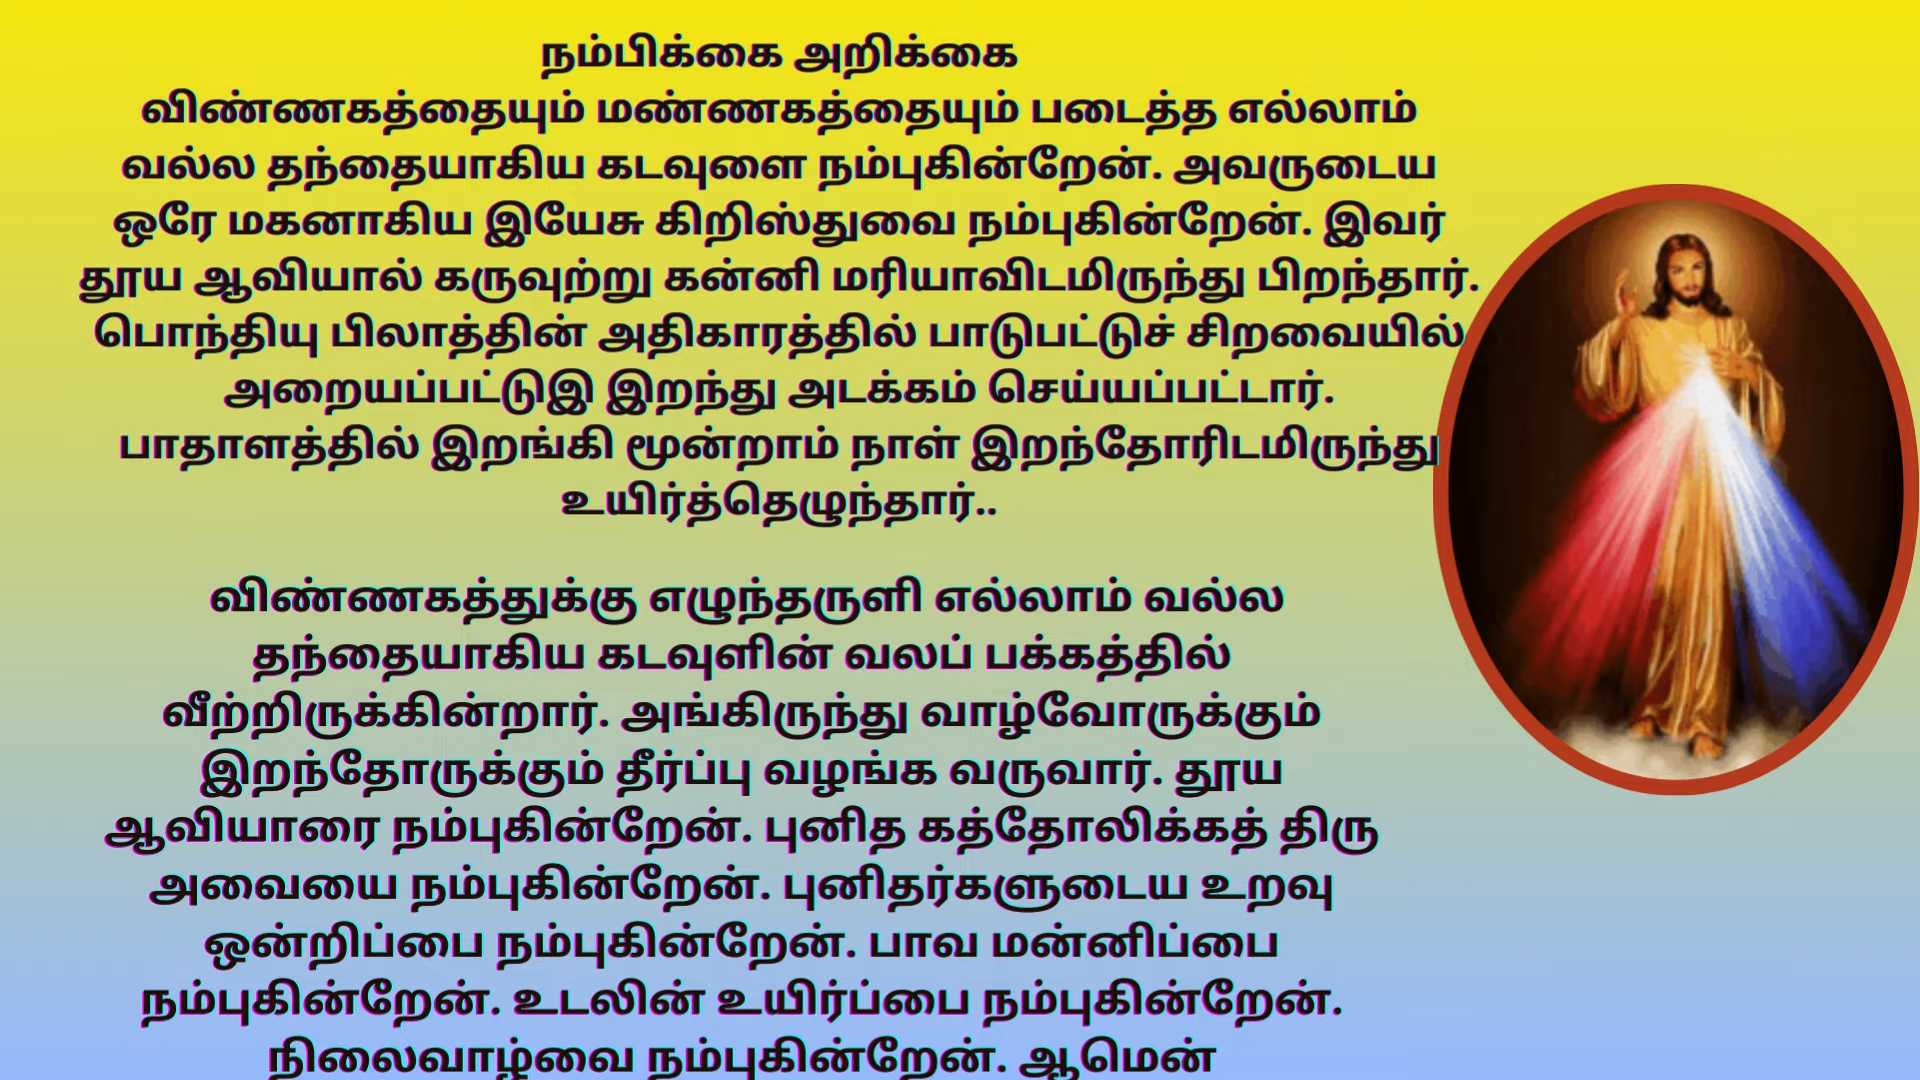 நம்பிக்கை அறிக்கை
விண்ணகத்தையும் மண்ணகத்தையும் படைத்த எல்லாம்
வல்ல தந்தையாகிய கடவுளை நம்புகின்றேன். அவருடைய
ஒரே மகனாகிய இயேசு கிறிஸ்துவை நம்புகின்றேன். இவர்
தூய ஆவியால் கருவுற்று கன்னி மரியாவிடமிருந்து பிறந்தார்.
பொந்தியு பிலாத்தின் அதிகாரத்தில் பாடுபட்டுச் சிறவையில்
அறையப்பட்டுஇ இறந்து அடக்கம் செய்யப்பட்டார்.
பாதாளத்தில் இறங்கி மூன்றாம் நாள் இறந்தோரிடமிருந்து
உயிர்த்தெழுந்தார்..
விண்ணகத்துக்கு எழுந்தருளி எல்லாம் வல்ல
தந்தையாகிய கடவுளின் வலப் பக்கத்தில்
வீற்றிருக்கின்றார். அங்கிருந்து வாழ்வோருக்கும்
இறந்தோருக்கும் தீர்ப்பு வழங்க வருவார். தூய
ஆவியாரை நம்புகின்றேன். புனித கத்தோலிக்கத் திரு
அவையை நம்புகின்றேன். புனிதர்களுடைய உறவு
ஒன்றிப்பை நம்புகின்றேன். பாவ மன்னிப்பை
நம்புகின்றேன். உடலின் உயிர்ப்பை நம்புகின்றேன்.
நிலைவாழ்வை நம்புகின்றேன். ஆமென்